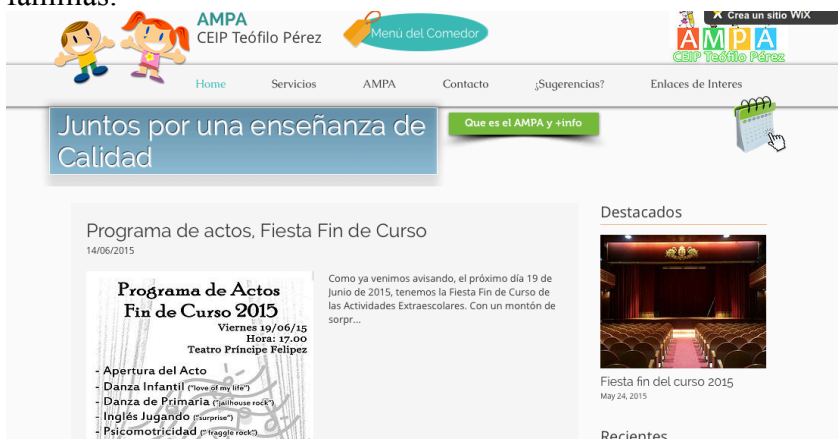 AMPA
CEIP Teófilo Pérez
Menú del Comedor
X Crea un sitio WiX
AMPA
CEIP Teófilo Pérez
Home Servicios AMPA Contacto ¿Sugerencias? Enlaces de Interes
Juntos por una enseñanza de
Calidad
Que es el AMPA y +info
Programa de actos, Fiesta Fin de Curso
14/06/2015
Programa de Actos
Fin de Curso 2015
Viernes 19/06/15
Hora: 17.00
Teatro Príncipe Felipez
- Apertura del Acto
- Danza Infantil ("love of my life")
- Danza de Primaria ("jailhouse rock")
- Inglés Jugando ("surprise")
- Psicomotricidad ("fraggle rock")
Como ya venimos avisando, el próximo día 19 de
Junio de 2015, tenemos la Fiesta Fin de Curso de
las Actividades Extraescolares. Con un montón de
sorpr...
Destacados
Fiesta fin del curso 2015
May 24, 2015
Recientes